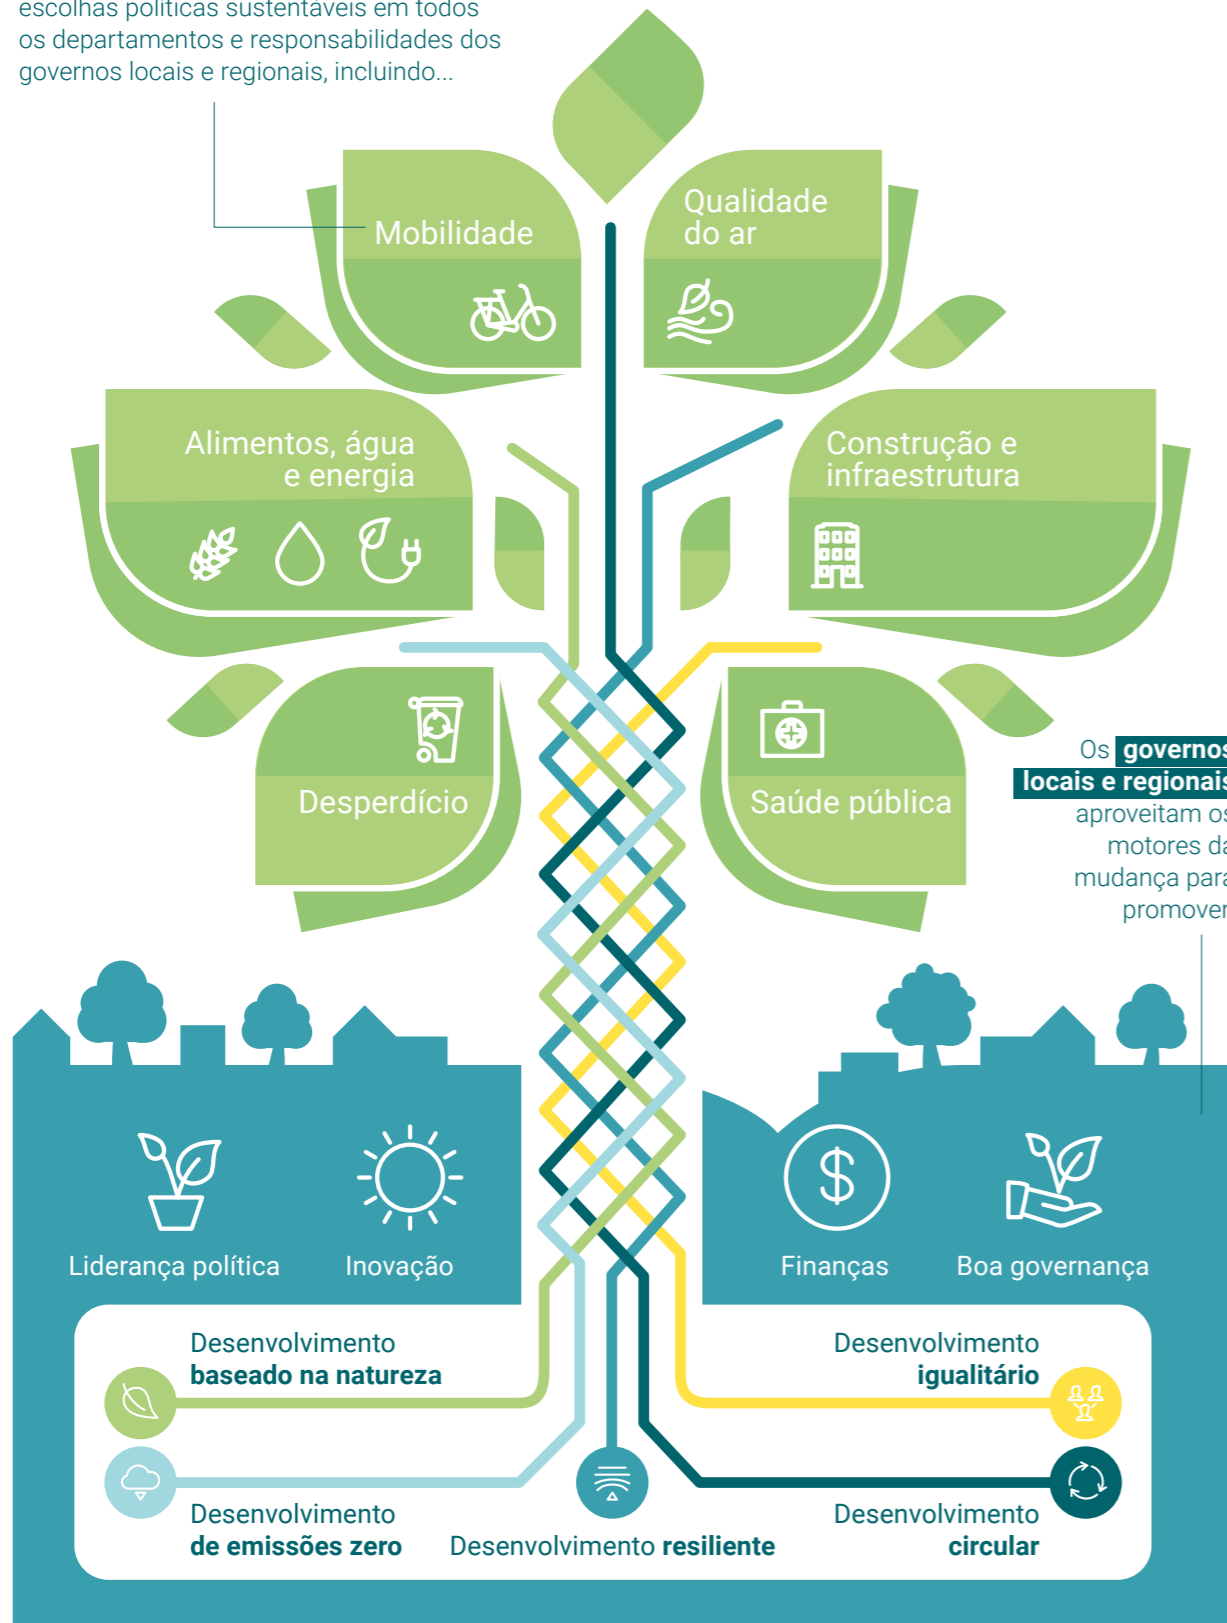 escolhas políticas sustentáveis em todos
os departamentos e responsabilidades dos
governos locais e regionais, incluindo...
Mobilidade
Qualidade
do ar
Alimentos, água
e energia
Construção e
infraestrutura
Desperdício
Saúde pública
Os governos
locais e regionais
aproveitam os
motores da
mudança para
promover
Liderança política
Inovação
Finanças
Boa governança
Desenvolvimento
baseado na natureza
Desenvolvimento
igualitário
Desenvolvimento
de emissões zero
Desenvolvimento resiliente
Desenvolvimento
circular